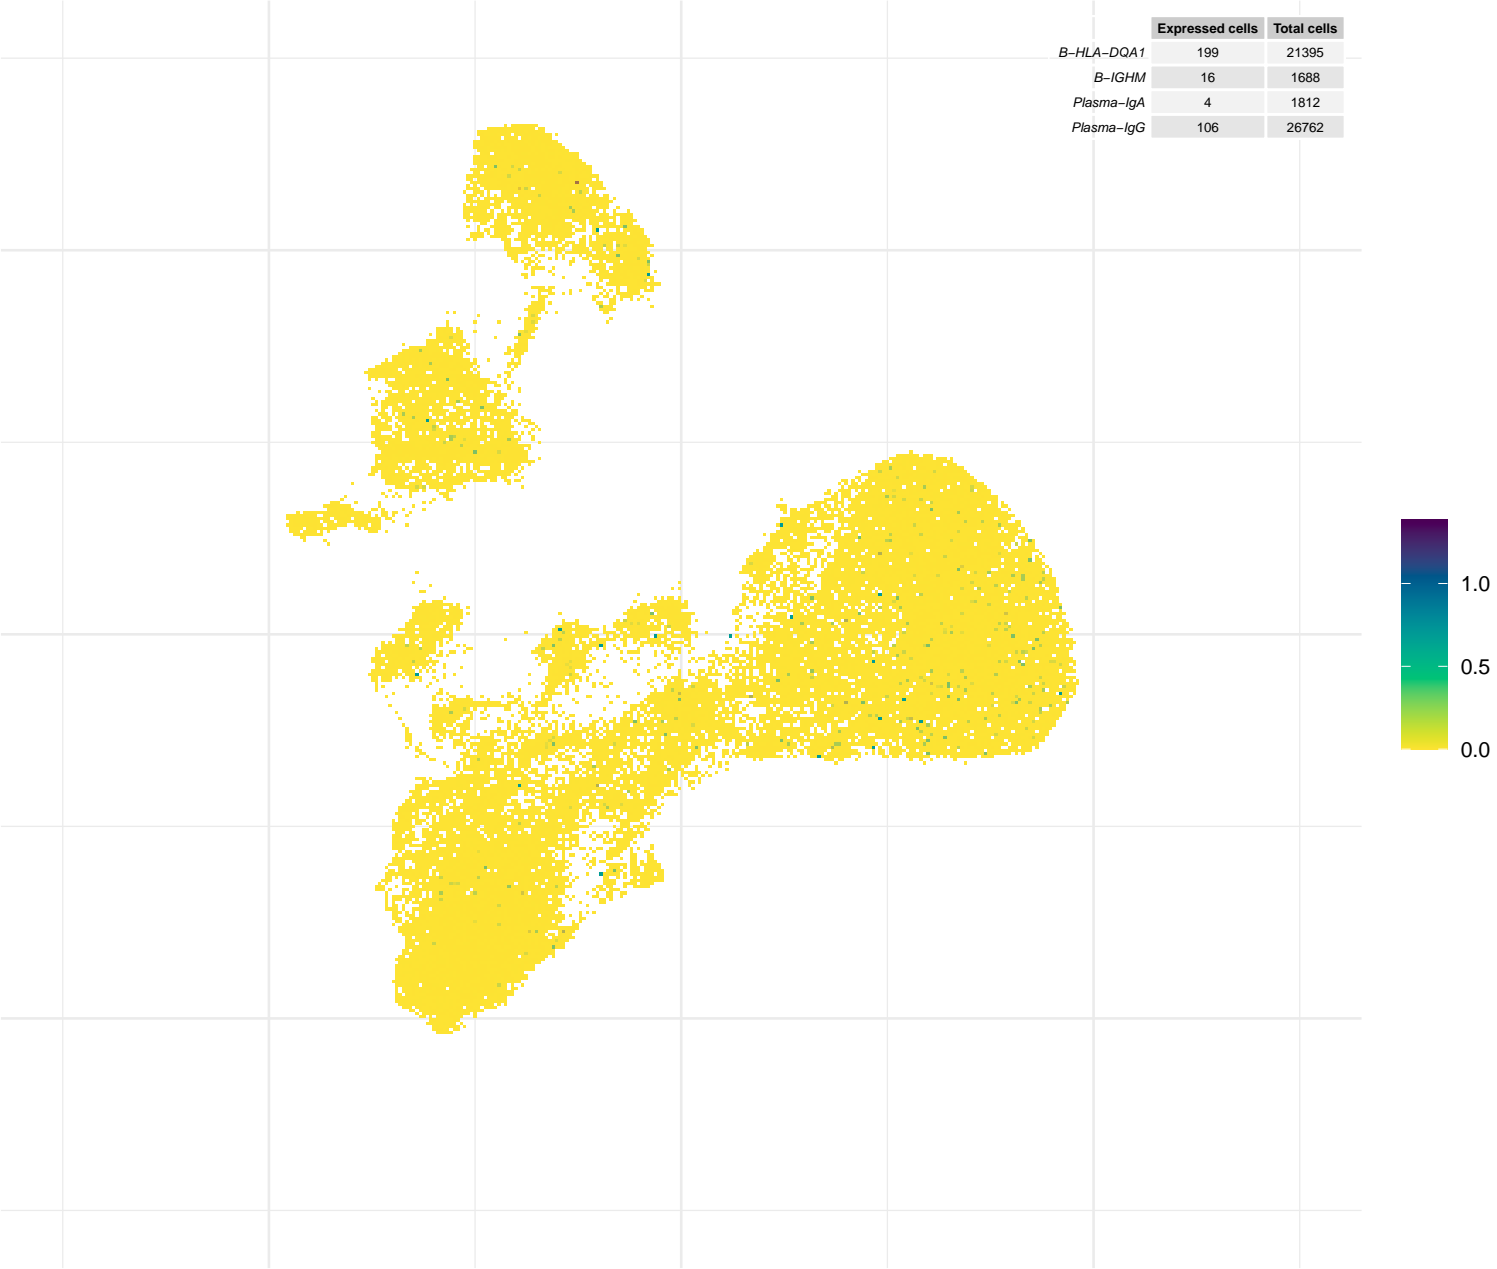 Expressed cells Total cells
B−HLA−DQA1 199 21395
B−IGHM 16 1688
Plasma−IgA 4 1812
Plasma−IgG 106 26762
1.0
0.5
0.0